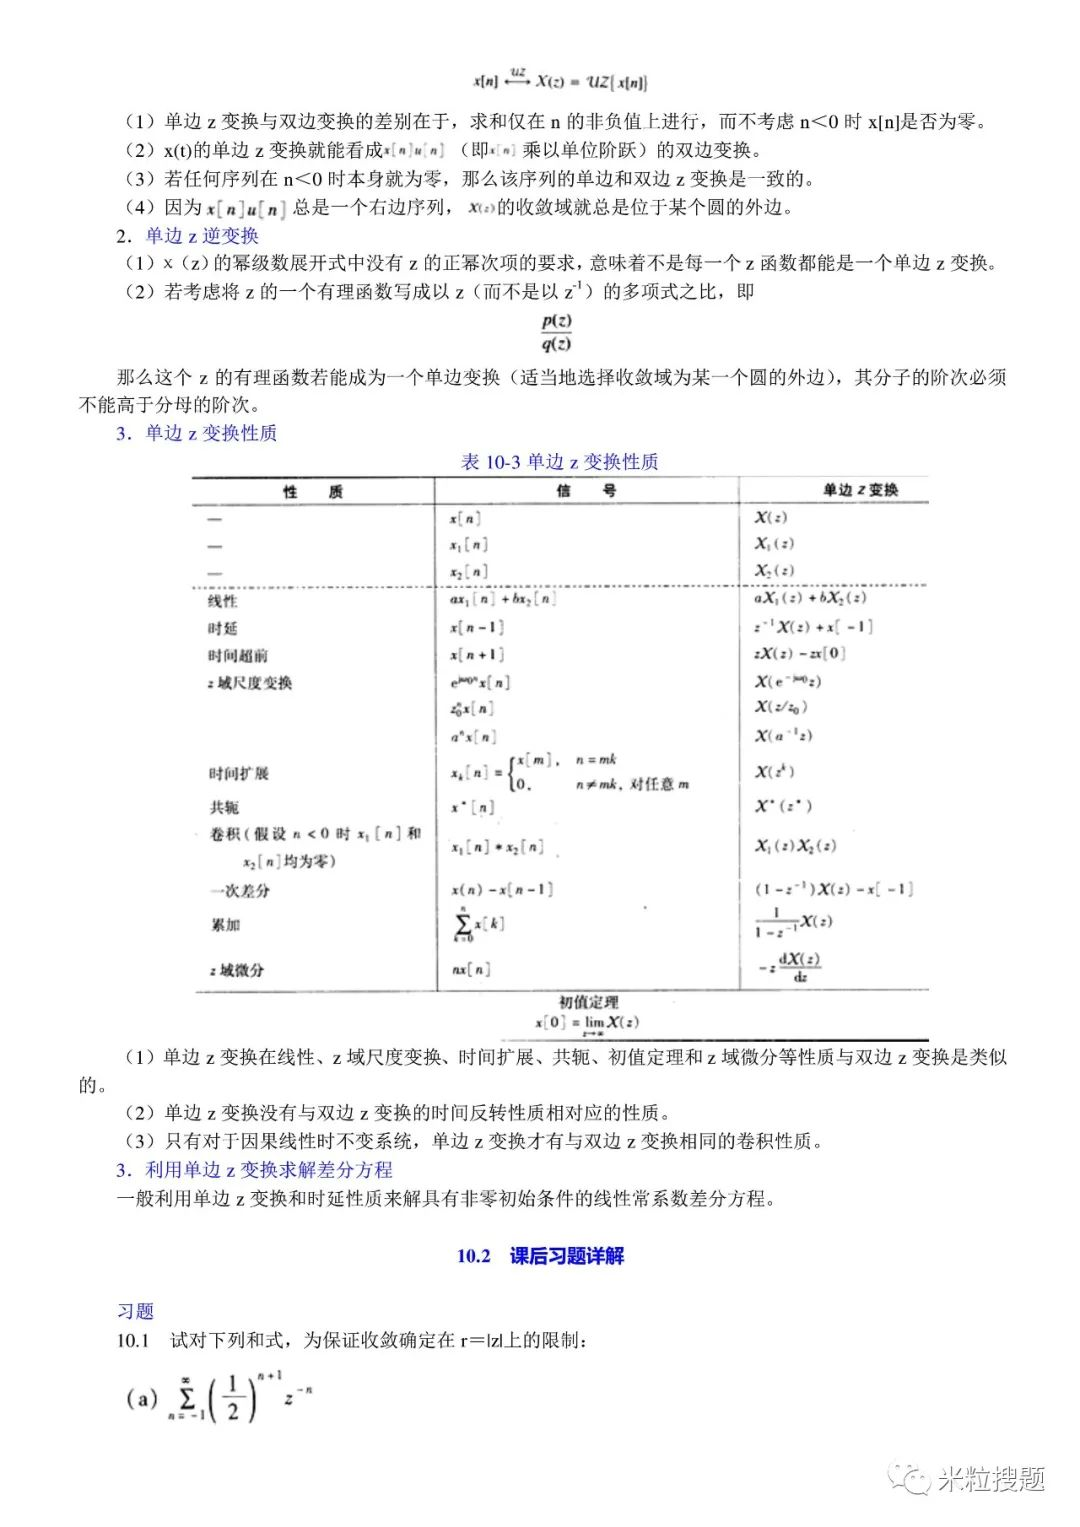 x[n] ⟷UZ X(z) = UZ{x[n]}
（1）单边 z 变换与双边变换的差别在于，求和仅在 n 的非负值上进行，而不考虑 n＜0 时 x[n]是否为零。
（2）x(t)的单边 z 变换就能看成x[n]u[n]（即x[n] 乘以单位阶跃）的双边变换。
（3）若任何序列在 n＜0 时本身就为零，那么该序列的单边和双边 z 变换是一致的。
（4）因为 x[n]u[n] 总是一个右边序列， X(z)的收敛域就总是位于某个圆的外边。
2．单边 z 逆变换
（1）X（z）的幂级数展开式中没有 z 的正幂次项的要求，意味着不是每一个 z 函数都能是一个单边 z 变换。
（2）若考虑将 z 的一个有理函数写成以 z（而不是以 z⁻¹）的多项式之比，即
p(z)
q(z)
那么这个 z 的有理函数若能成为一个单边变换（适当地选择收敛域为某一个圆的外边），其分子的阶次必须
不能高于分母的阶次。
3．单边 z 变换性质
表 10-3 单边 z 变换性质
性 质 信 号 单边 Z 变换
— x[n] X(z)
— x₁[n] X₁(z)
— x₂[n] X₂(z)
线性 ax₁[n]+bx₂[n] aX₁(z)+bX₂(z)
时延 x[n-1] z⁻¹X(z)+x[-1]
时间超前 x[n+1] zX(z)-zx[0]
z 域尺度变换 e^{jω₀n}x[n] X(e^{-jω₀}z)
z₀ⁿx[n] X(z/z₀)
aⁿx[n] X(a⁻¹z)
时间扩展 xₖ[n]={x[m], n=mk; 0, n≠mk, 对任意 m X(zᵏ)
共轭 x*[n] X*(z*)
卷积(假设 n<0 时 x₁[n]和
x₂[n]均为零) x₁[n]*x₂[n] X₁(z)X₂(z)
一次差分 x(n)-x[n-1] (1-z⁻¹)X(z)-x[-1]
累加 ∑_{k=0}^{n} x[k] 1/(1-z⁻¹) X(z)
z 域微分 nx[n] -z dX(z)/dz
初值定理
x[0]=lim_{z→∞} X(z)
（1）单边 z 变换在线性、z 域尺度变换、时间扩展、共轭、初值定理和 z 域微分等性质与双边 z 变换是类似
的。
（2）单边 z 变换没有与双边 z 变换的时间反转性质相对应的性质。
（3）只有对于因果线性时不变系统，单边 z 变换才有与双边 z 变换相同的卷积性质。
3．利用单边 z 变换求解差分方程
一般利用单边 z 变换和时延性质来解具有非零初始条件的线性常系数差分方程。
10.2 课后习题详解
习题
10.1 试对下列和式，为保证收敛确定在 r＝|z|上的限制：
(a) ∑_{n=-1}^{∞} (1/2)^{n+1} z^{-n}
米粒搜题